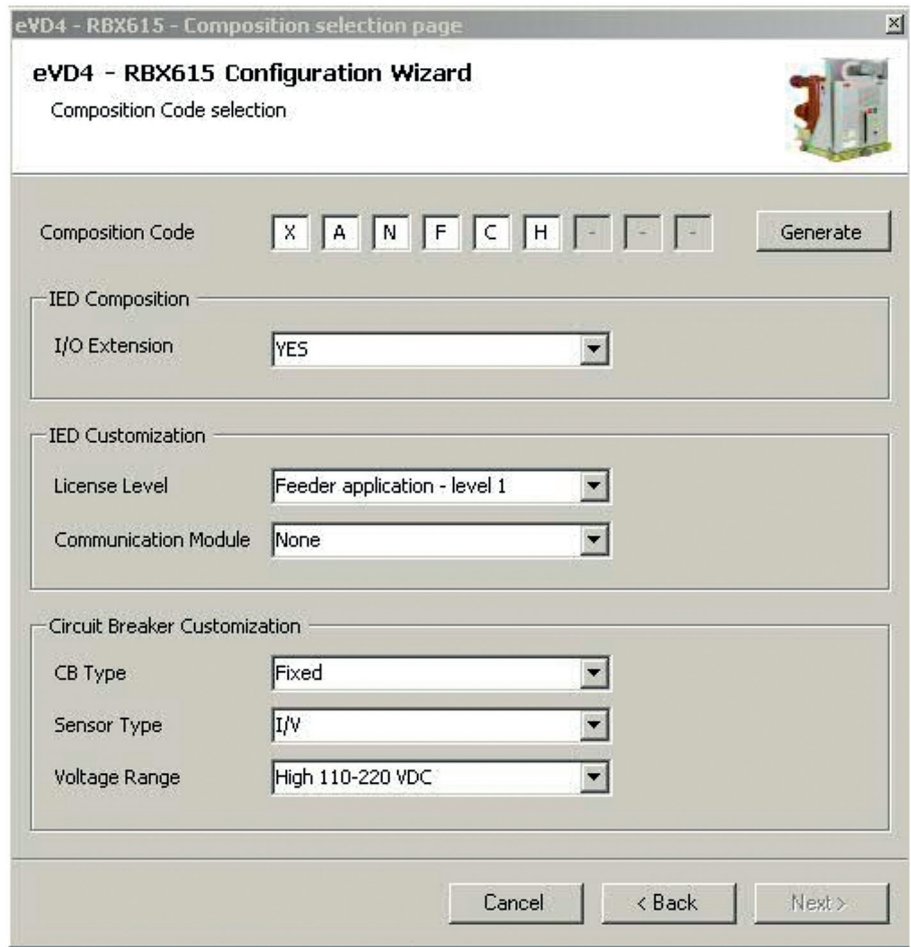 eVD4 - RBX615 - Composition selection page
eVD4 - RBX615 Configuration Wizard
Composition Code selection
Composition Code X A N F C H - - - Generate
IED Composition
I/O Extension YES
IED Customization
License Level Feeder application - level 1
Communication Module None
Circuit Breaker Customization
CB Type Fixed
Sensor Type I/V
Voltage Range High 110-220 VDC
Cancel < Back Next >